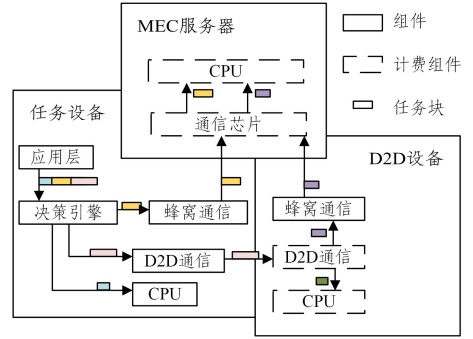 MEC服务器
CPU
通信芯片
组件
计费组件
任务块
任务设备
应用层
决策引擎
蜂窝通信
D2D通信
CPU
D2D设备
蜂窝通信
D2D通信
CPU